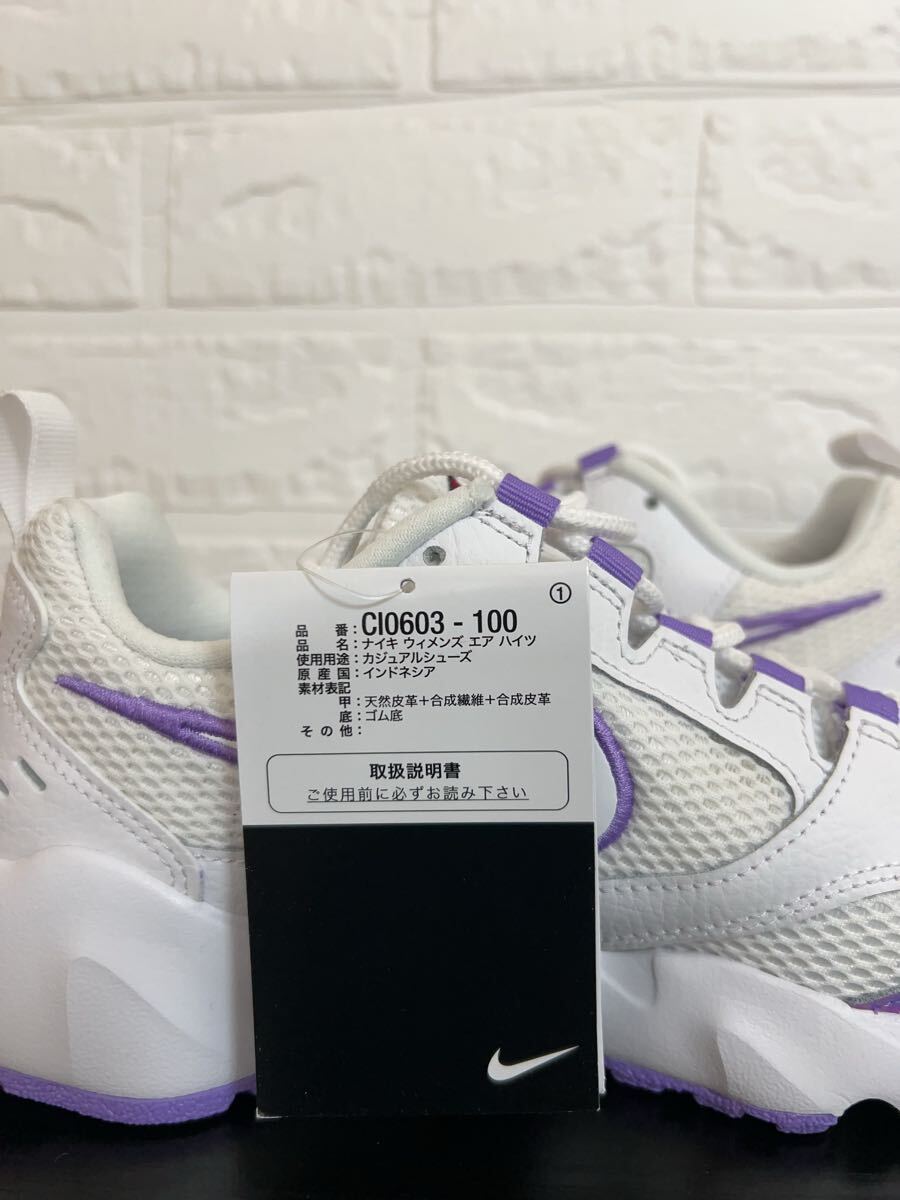 ①
品 番：CI0603 - 100
品 名：ナイキ ウィメンズ エア ハイツ
使用用途：カジュアルシューズ
原 産 国：インドネシア
素材表記
甲：天然皮革＋合成繊維＋合成皮革
底：ゴム底
そ の 他：
取扱説明書
ご使用前に必ずお読み下さい